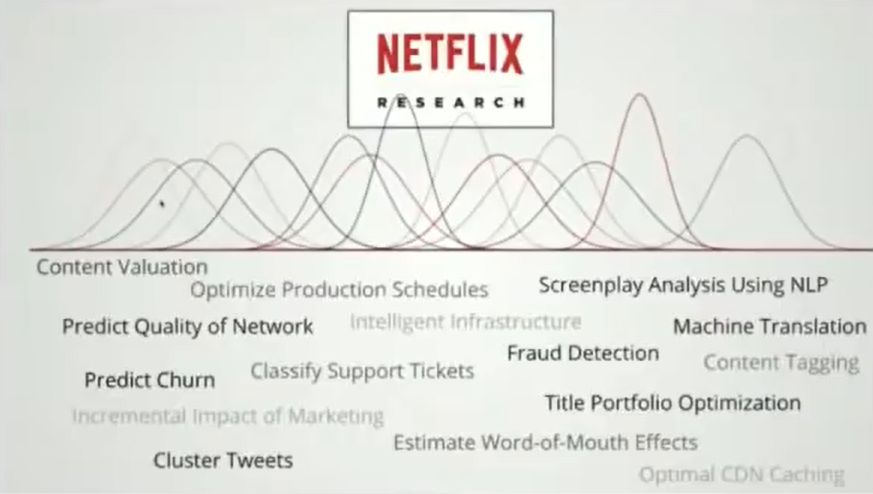 NETFLIX
RESEARCH
Content Valuation
Optimize Production Schedules
Screenplay Analysis Using NLP
Predict Quality of Network
Intelligent Infrastructure
Machine Translation
Fraud Detection
Content Tagging
Predict Churn
Classify Support Tickets
Title Portfolio Optimization
Incremental Impact of Marketing
Estimate Word-of-Mouth Effects
Cluster Tweets
Optimal CDN Caching